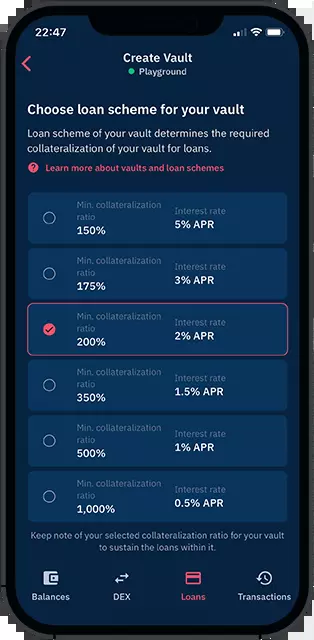 22:47
Create Vault
Playground
Choose loan scheme for your vault
Loan scheme of your vault determines the required
collateralization of your vault for loans.
? Learn more about vaults and loan schemes
Min. collateralization
ratio
150%
Interest rate
5% APR
Min. collateralization
ratio
175%
Interest rate
3% APR
Min. collateralization
ratio
200%
Interest rate
2% APR
Min. collateralization
ratio
350%
Interest rate
1.5% APR
Min. collateralization
ratio
500%
Interest rate
1% APR
Min. collateralization
ratio
1,000%
Interest rate
0.5% APR
Keep note of your selected collateralization ratio for your vault
to sustain the loans within it.
Balances
DEX
Loans
Transactions